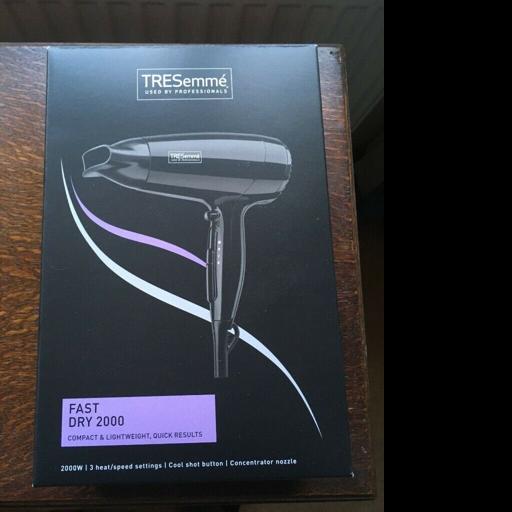 TRESemmé
USED BY PROFESSIONALS
TRESemmé
FAST
DRY 2000
COMPACT & LIGHTWEIGHT, QUICK RESULTS
2000W | 3 heat/speed settings | Cool shot button | Concentrator nozzle